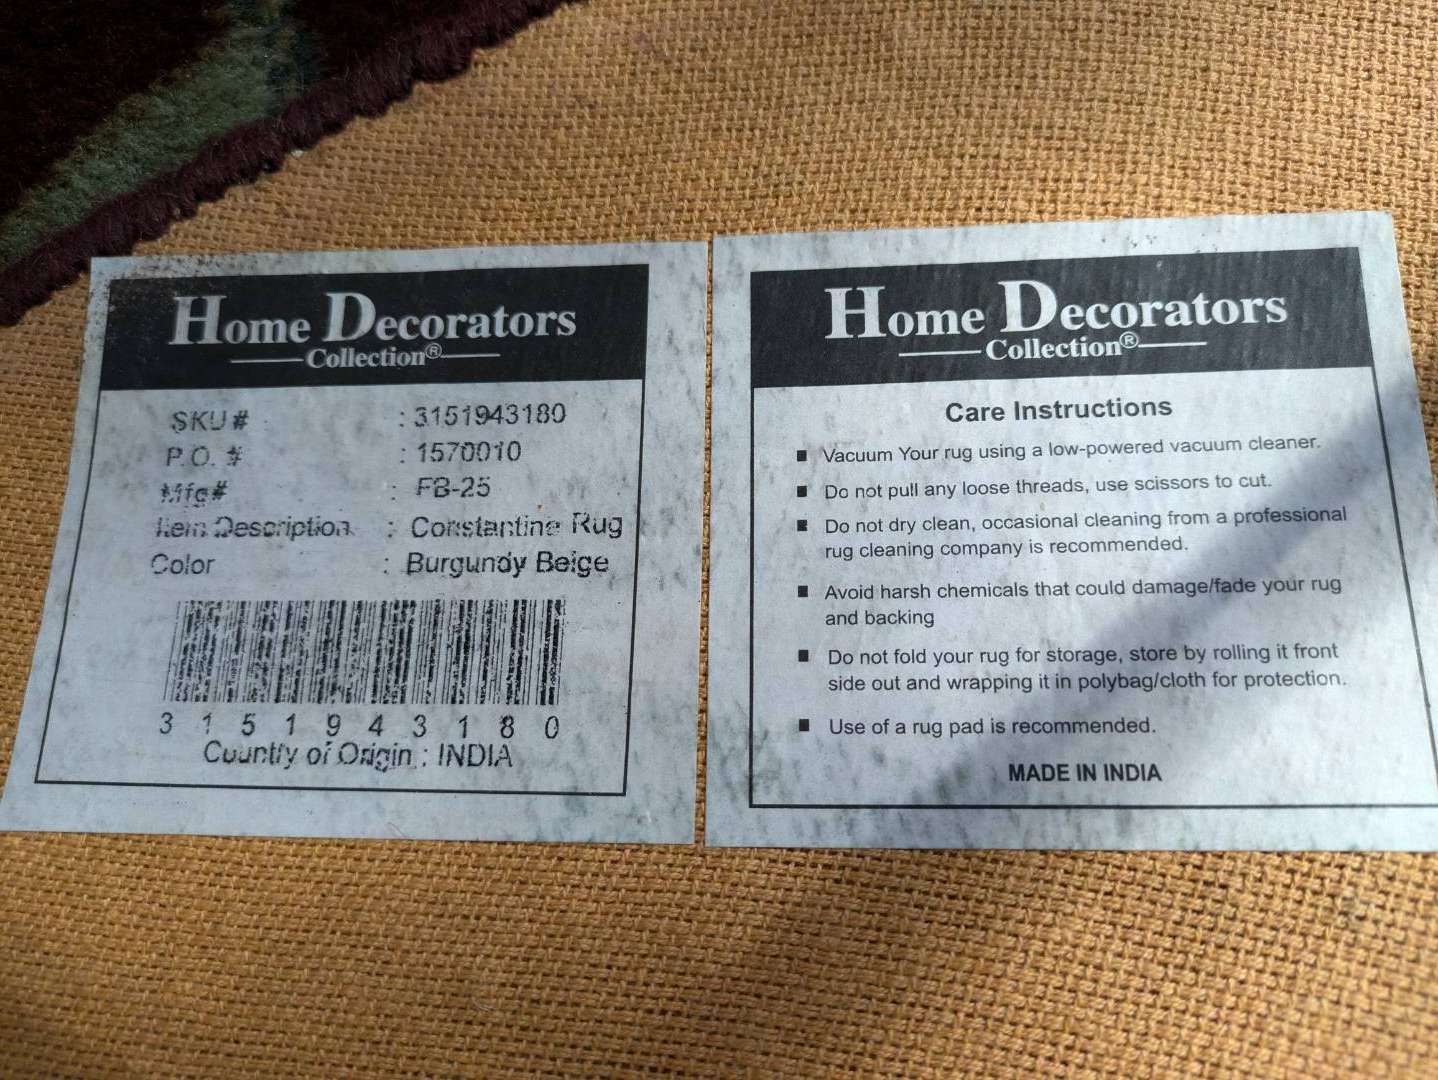 Home Decorators
Collection®
SKU# : 3151943180
P.O. # : 1570010
Mfg# : FB-25
Item Description : Constantine Rug
Color : Burgundy Beige
3 1 5 1 9 4 3 1 8 0
Country of Origin : INDIA
Home Decorators
Collection®
Care Instructions
■ Vacuum Your rug using a low-powered vacuum cleaner.
■ Do not pull any loose threads, use scissors to cut.
■ Do not dry clean, occasional cleaning from a professional
rug cleaning company is recommended.
■ Avoid harsh chemicals that could damage/fade your rug
and backing
■ Do not fold your rug for storage, store by rolling it front
side out and wrapping it in polybag/cloth for protection.
■ Use of a rug pad is recommended.
MADE IN INDIA